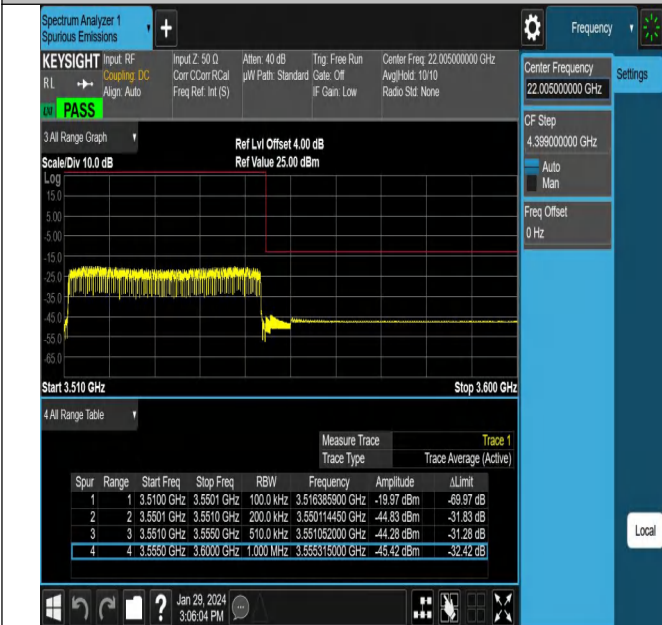 Spectrum Analyzer 1
Spurious Emissions
+
Frequency
KEYSIGHT Input: RF Input Z: 50 Ω Atten: 40 dB Trig: Free Run Center Freq: 22.005000000 GHz
RL Coupling: DC Corr CCorr RCal µW Path: Standard Gate: Off Avg|Hold: 10/10
Align: Auto Freq Ref: Int (S) IF Gain: Low Radio Std: None
PASS
Center Frequency
22.005000000 GHz
Settings
CF Step
4.399000000 GHz
Auto
Man
Freq Offset
0 Hz
3 All Range Graph
Ref Lvl Offset 4.00 dB
Scale/Div 10.0 dB Ref Value 25.00 dBm
Log
15.0
5.00
-5.00
-15.0
-25.0
-35.0
-45.0
-55.0
-65.0
Start 3.510 GHz Stop 3.600 GHz
4 All Range Table
Measure Trace Trace 1
Trace Type Trace Average (Active)
Spur Range Start Freq Stop Freq RBW Frequency Amplitude ΔLimit
1 1 3.5100 GHz 3.5501 GHz 100.0 kHz 3.516385900 GHz -19.97 dBm -69.97 dB
2 2 3.5501 GHz 3.5510 GHz 200.0 kHz 3.550114450 GHz -44.83 dBm -31.83 dB
3 3 3.5510 GHz 3.5550 GHz 510.0 kHz 3.551052000 GHz -44.28 dBm -31.28 dB
4 4 3.5550 GHz 3.6000 GHz 1.000 MHz 3.555315000 GHz -45.42 dBm -32.42 dB
Local
?
Jan 29, 2024
3:06:04 PM